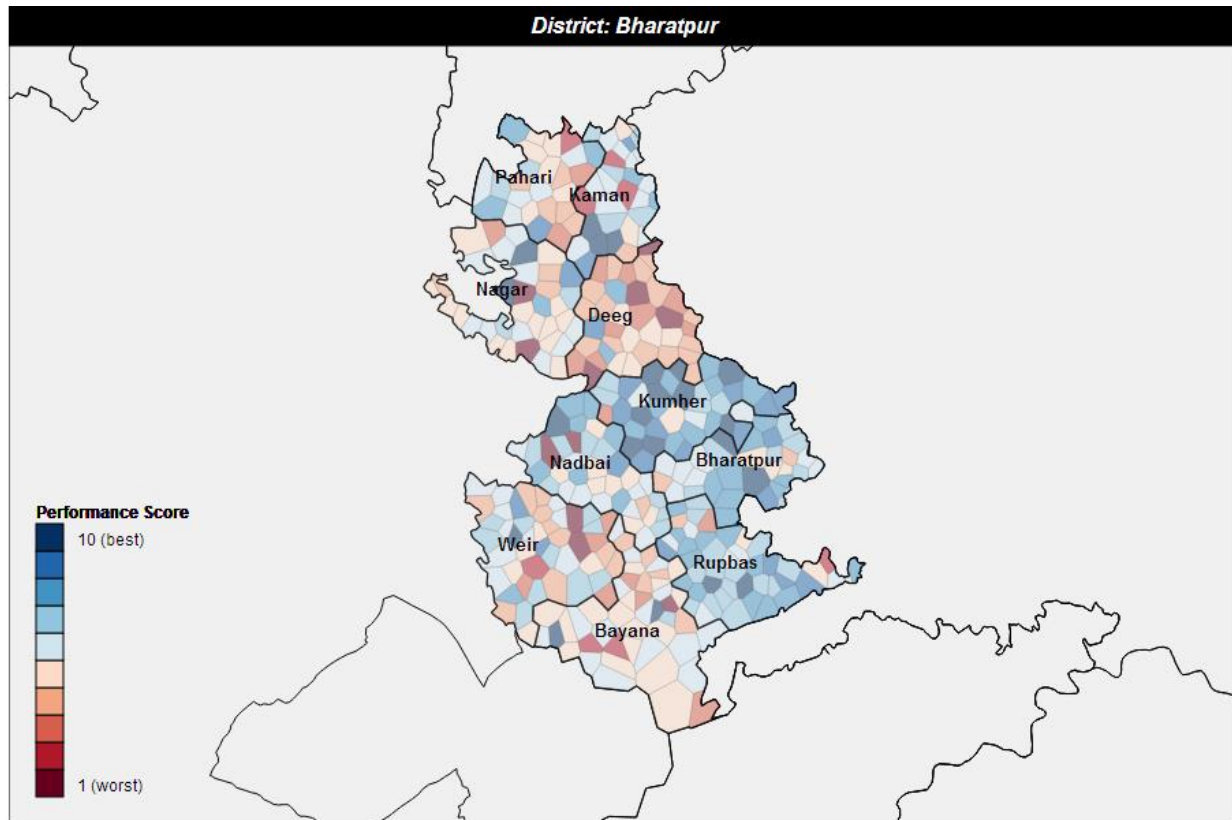 District: Bharatpur
Pahari
Kaman
Nagar
Deeg
Kumher
Nadbai
Bharatpur
Performance Score
10 (best)
Weir
Rupbas
Bayana
1 (worst)